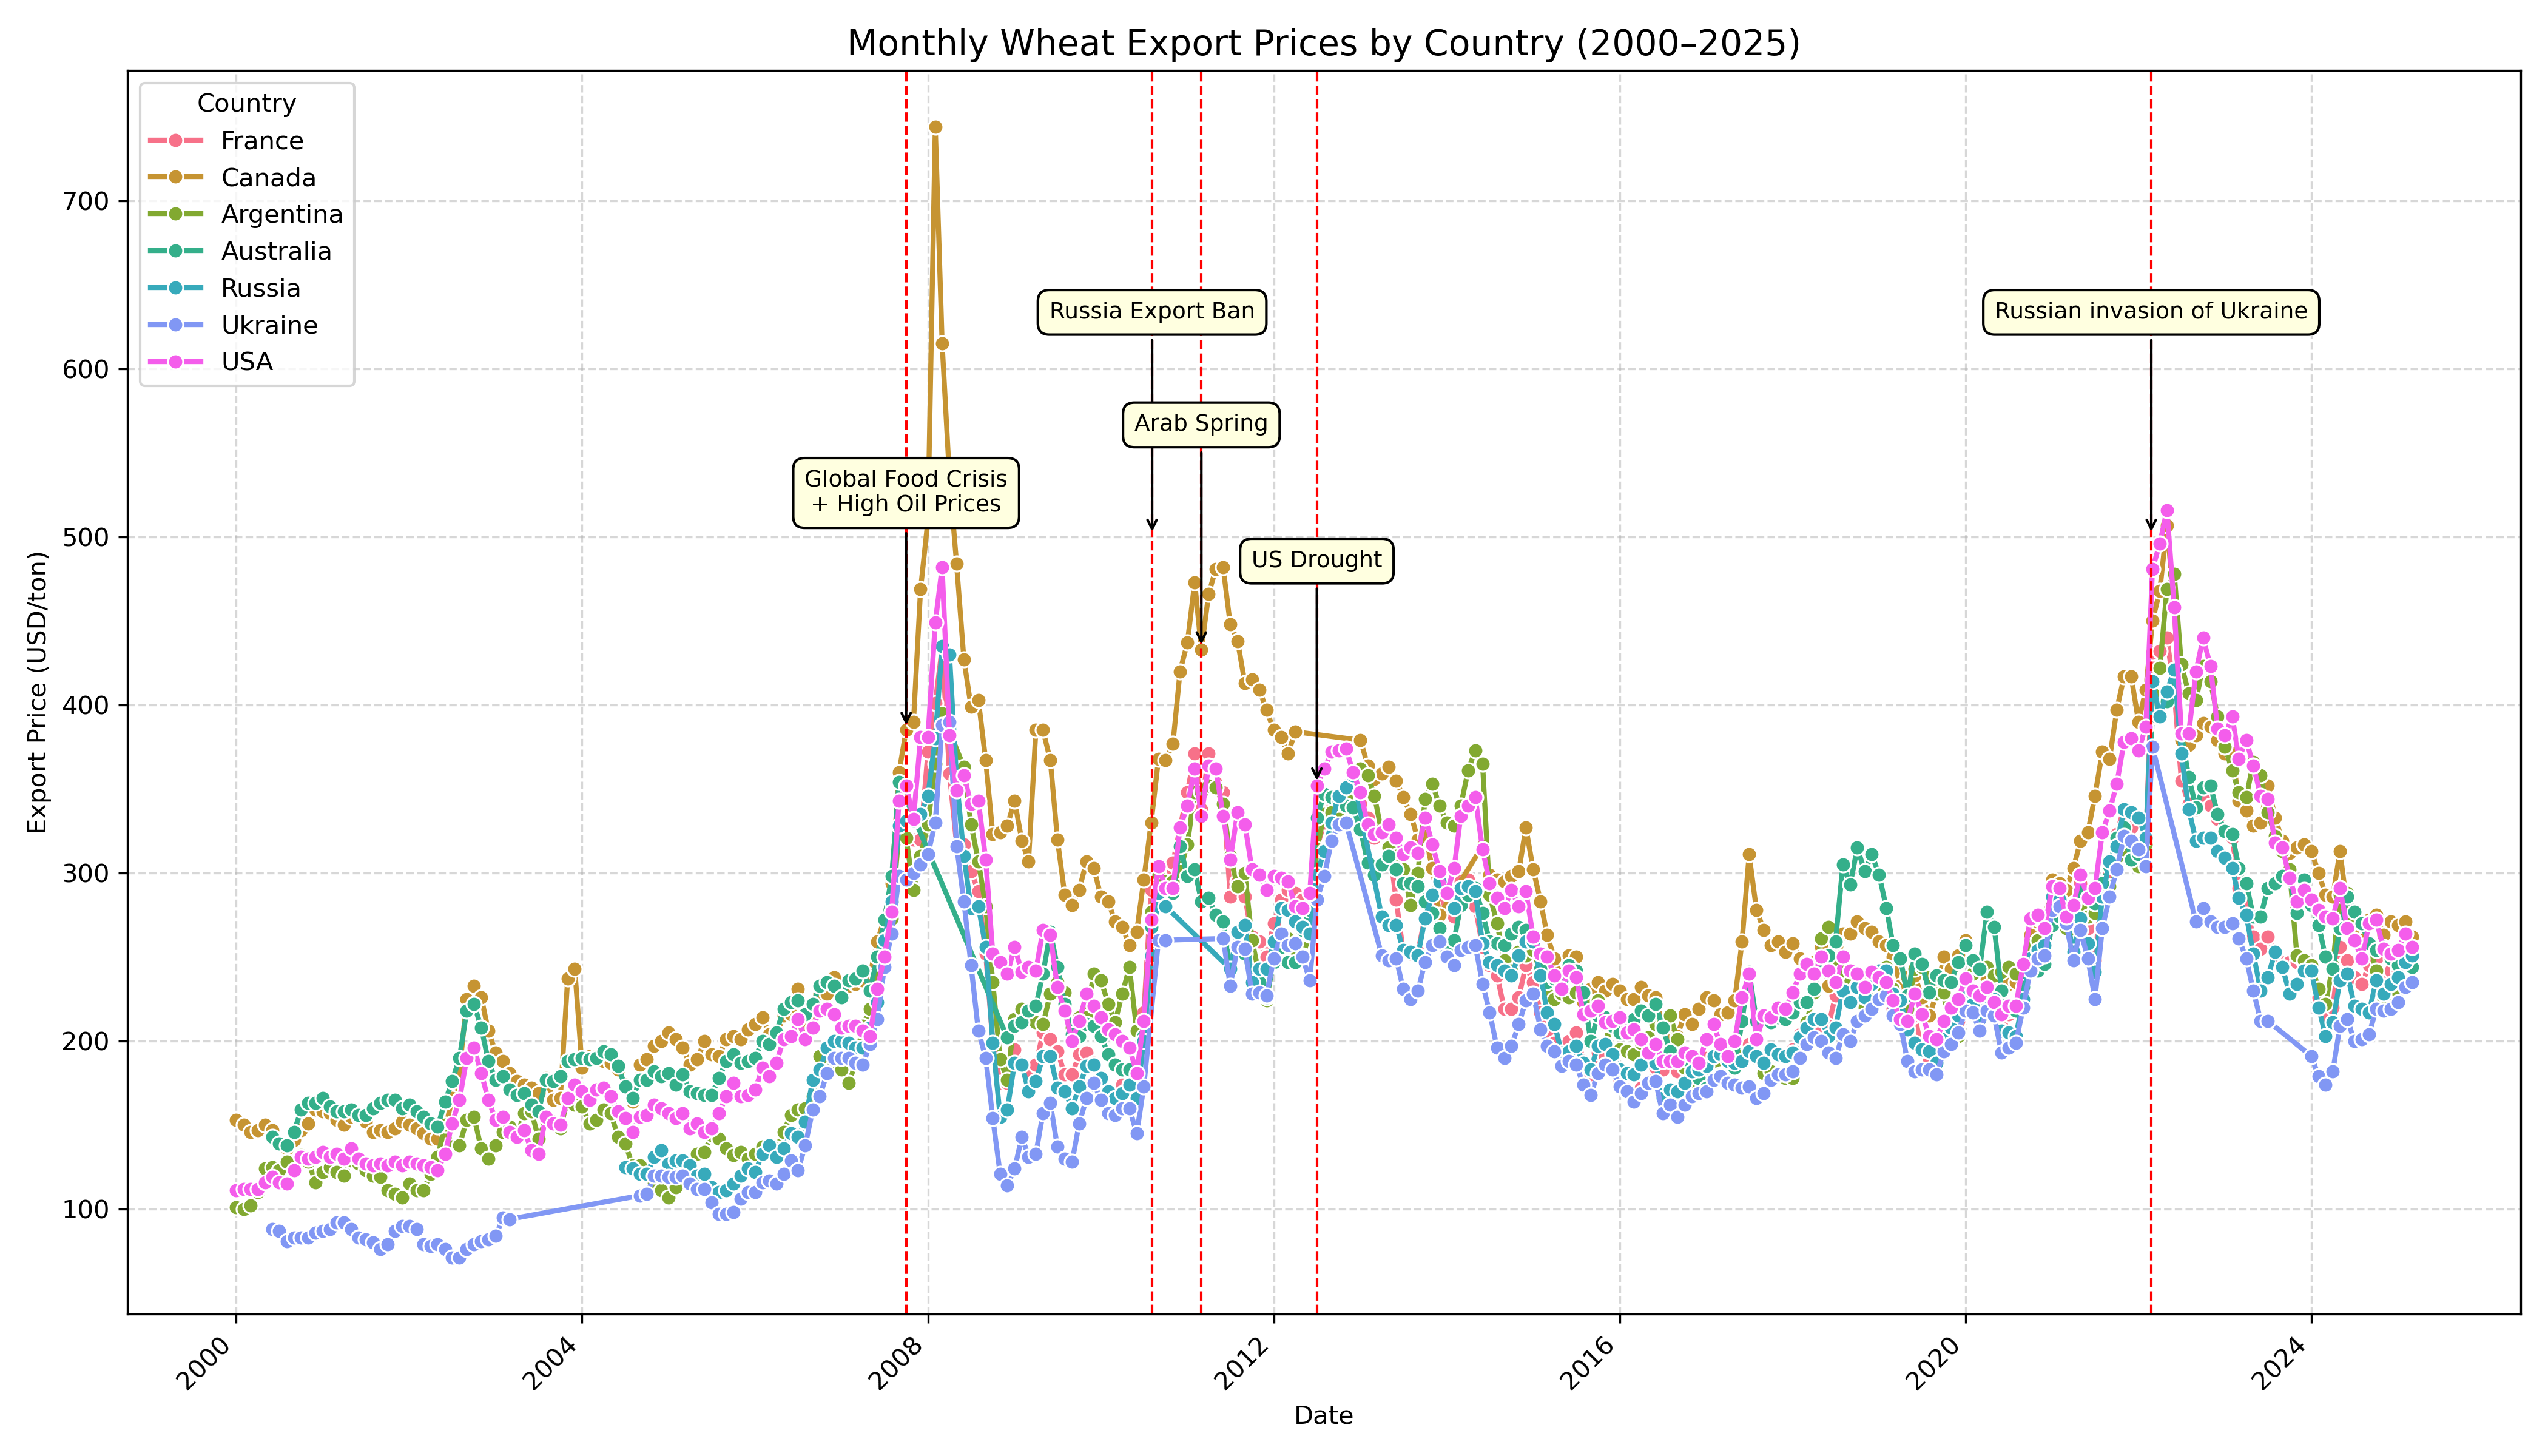 Monthly Wheat Export Prices by Country (2000–2025)
Country
France
Canada
Argentina
Australia
Russia
Ukraine
USA
Russia Export Ban
Russian invasion of Ukraine
Arab Spring
Global Food Crisis
+ High Oil Prices
US Drought
Export Price (USD/ton)
700
600
500
400
300
200
100
2000
2004
2008
2012
2016
2020
2024
Date